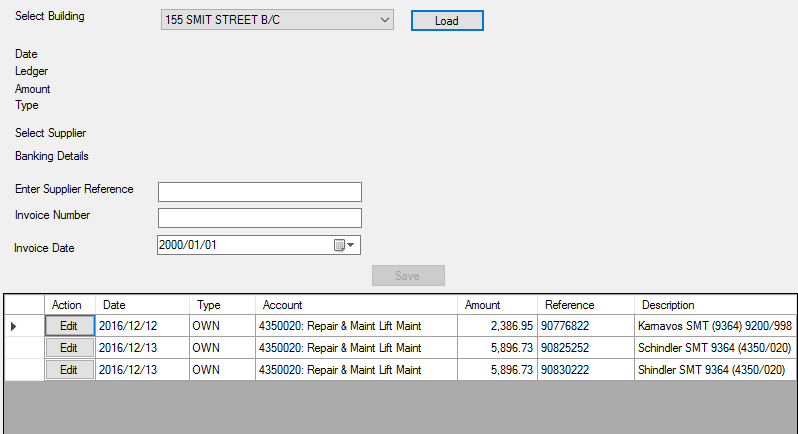 Select Building 155 SMIT STREET B/C Load
Date
Ledger
Amount
Type
Select Supplier
Banking Details
Enter Supplier Reference
Invoice Number
Invoice Date 2000/01/01
Save
Action Date Type Account Amount Reference Description
Edit 2016/12/12 OWN 4350020: Repair & Maint Lift Maint 2,386.95 90776822 Karnavos SMT (9364) 9200/998
Edit 2016/12/13 OWN 4350020: Repair & Maint Lift Maint 5,896.73 90825252 Schindler SMT 9364 (4350/020)
Edit 2016/12/13 OWN 4350020: Repair & Maint Lift Maint 5,896.73 90830222 Shindler SMT 9364 (4350/020)